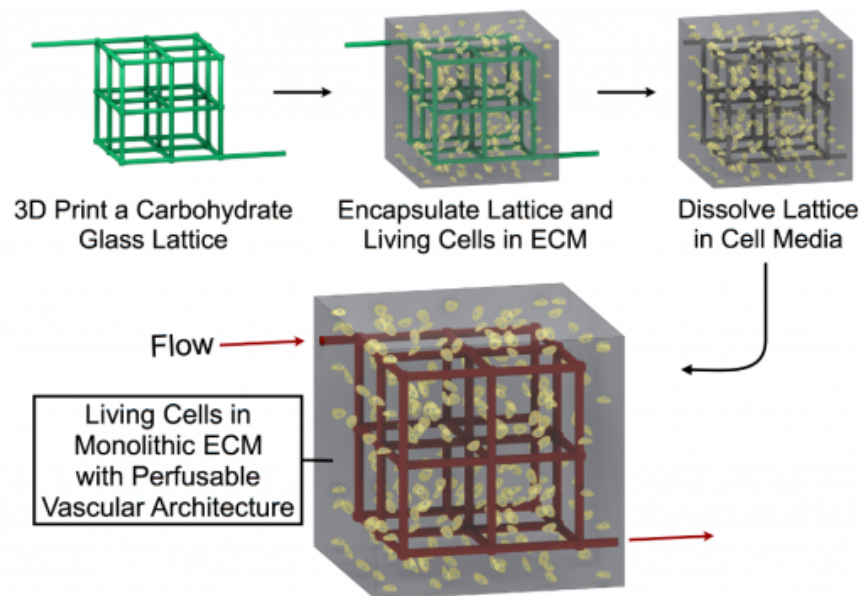 3D Print a Carbohydrate
Glass Lattice
Encapsulate Lattice and
Living Cells in ECM
Dissolve Lattice
in Cell Media
Flow
Living Cells in
Monolithic ECM
with Perfusable
Vascular Architecture